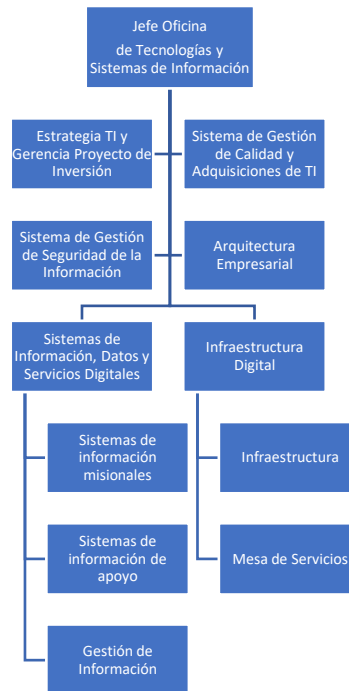 Jefe Oficina
de Tecnologías y
Sistemas de Información
Estrategia TI y
Gerencia Proyecto de
Inversión
Sistema de Gestión
de Calidad y
Adquisiciones de TI
Sistema de Gestión
de Seguridad de la
Información
Arquitectura
Empresarial
Sistemas de
Información, Datos y
Servicios Digitales
Infraestructura
Digital
Sistemas de
información
misionales
Infraestructura
Sistemas de
información de
apoyo
Mesa de Servicios
Gestión de
Información